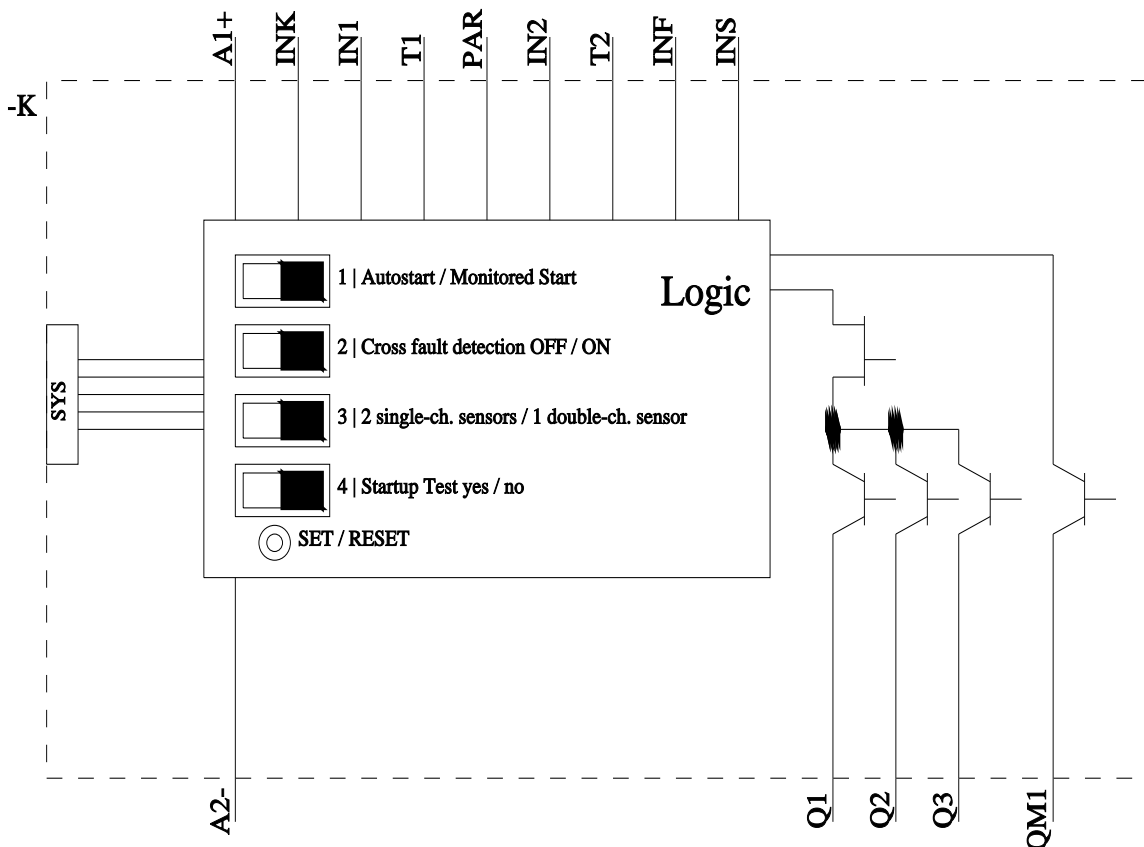 A1+
INK
IN1
T1
PAR
IN2
T2
INF
INS
-K
1 | Autostart / Monitored Start
Logic
2 | Cross fault detection OFF / ON
SYS
3 | 2 single-ch. sensors / 1 double-ch. sensor
4 | Startup Test yes / no
SET / RESET
A2-
Q1
Q2
Q3
QM1